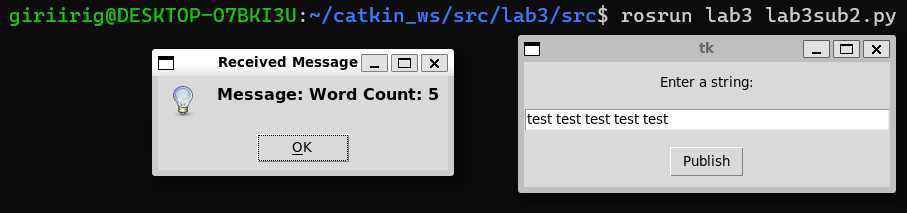 giriirig@DESKTOP-O7BKI3U:~/catkin_ws/src/lab3/src$ rosrun lab3 lab3sub2.py
Received Message
Message: Word Count: 5
OK
tk
Enter a string:
test test test test test
Publish